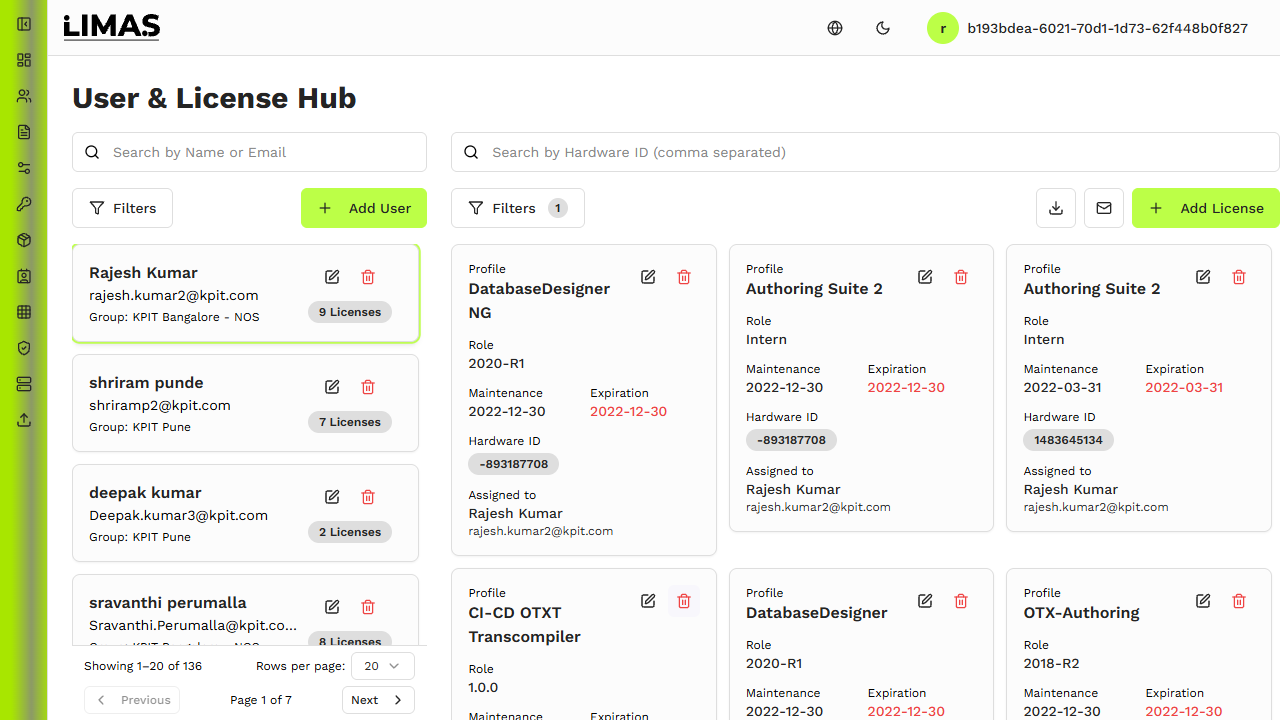 LIMAS
r
b193bdea-6021-70d1-1d73-62f448b0f827
User & License Hub
Search by Name or Email
Filters
Add User
Rajesh Kumar
rajesh.kumar2@kpit.com
Group: KPIT Bangalore - NOS
9 Licenses
shriram punde
shriramp2@kpit.com
Group: KPIT Pune
7 Licenses
deepak kumar
Deepak.kumar3@kpit.com
Group: KPIT Pune
2 Licenses
sravanthi perumalla
Sravanthi.Perumalla@kpit.co...
Group: KPIT Bangalore - NOS
8 Licenses
Showing 1–20 of 136
Rows per page:
20
Previous
Page 1 of 7
Next
Search by Hardware ID (comma separated)
Filters
1
Add License
Profile
DatabaseDesigner
NG
Role
2020-R1
Maintenance
Expiration
2022-12-30
2022-12-30
Hardware ID
-893187708
Assigned to
Rajesh Kumar
rajesh.kumar2@kpit.com
Profile
Authoring Suite 2
Role
Intern
Maintenance
Expiration
2022-12-30
2022-12-30
Hardware ID
-893187708
Assigned to
Rajesh Kumar
rajesh.kumar2@kpit.com
Profile
Authoring Suite 2
Role
Intern
Maintenance
Expiration
2022-03-31
2022-03-31
Hardware ID
1483645134
Assigned to
Rajesh Kumar
rajesh.kumar2@kpit.com
Profile
CI-CD OTXT
Transcompiler
Role
1.0.0
Maintenance
Expiration
Profile
DatabaseDesigner
Role
2020-R1
Maintenance
Expiration
2022-12-30
2022-12-30
Profile
OTX-Authoring
Role
2018-R2
Maintenance
Expiration
2022-12-30
2022-12-30